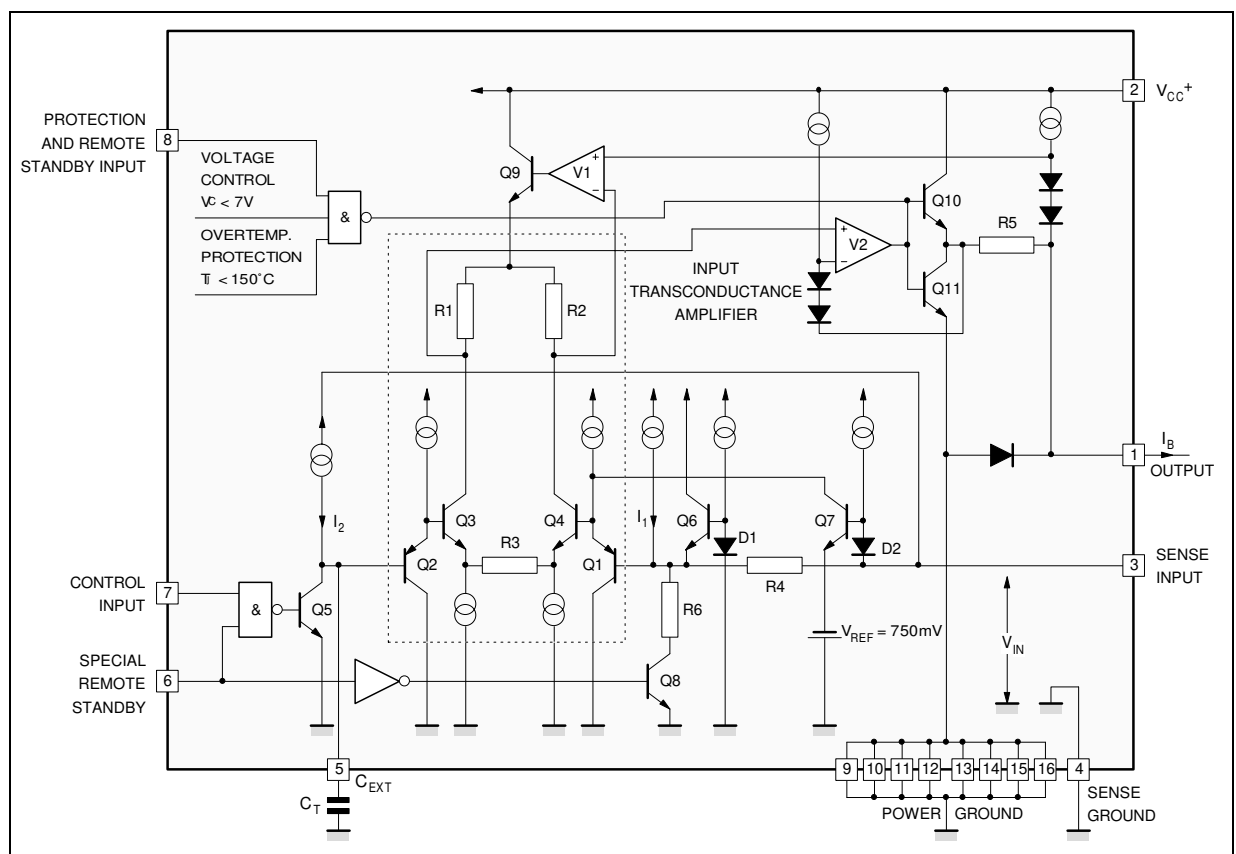 PROTECTION
AND REMOTE
STANDBY INPUT
8
VOLTAGE
CONTROL
VC < 7V
OVERTEMP.
PROTECTION
Tj < 150°C
&
Q9
V1
+
-
2
VCC+
Q10
V2
+
-
Q11
R5
INPUT
TRANSCONDUCTANCE
AMPLIFIER
R1
R2
I2
Q3
Q4
I1
Q6
Q7
D1
D2
Q2
R3
Q1
R4
R6
1
IB
OUTPUT
3
SENSE
INPUT
CONTROL
INPUT
7
&
Q5
SPECIAL
REMOTE
STANDBY
6
Q8
VREF = 750mV
VIN
5
CEXT
CT
9
10
11
12
13
14
15
16
4
SENSE
GROUND
POWER GROUND